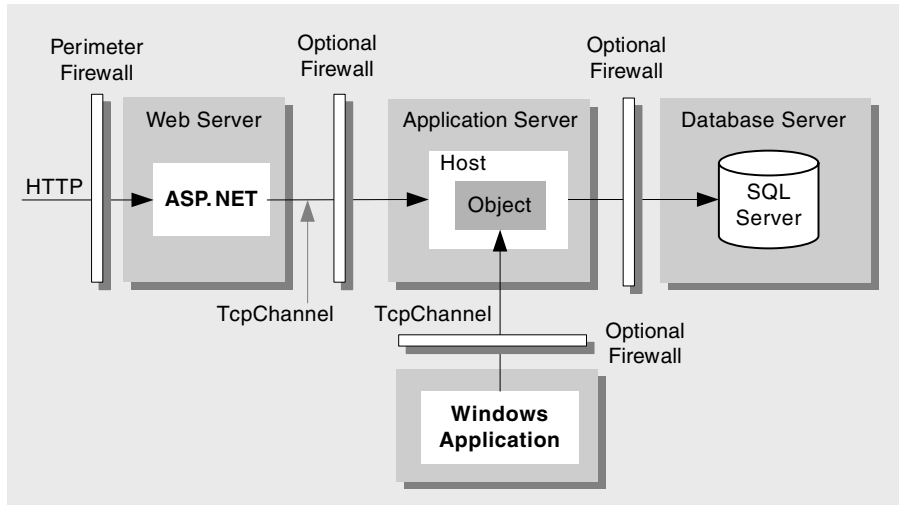 Perimeter
Firewall
Optional
Firewall
Optional
Firewall
Web Server
Application Server
Database Server
HTTP
ASP.NET
Host
Object
SQL
Server
TcpChannel
TcpChannel
Optional
Firewall
Windows
Application